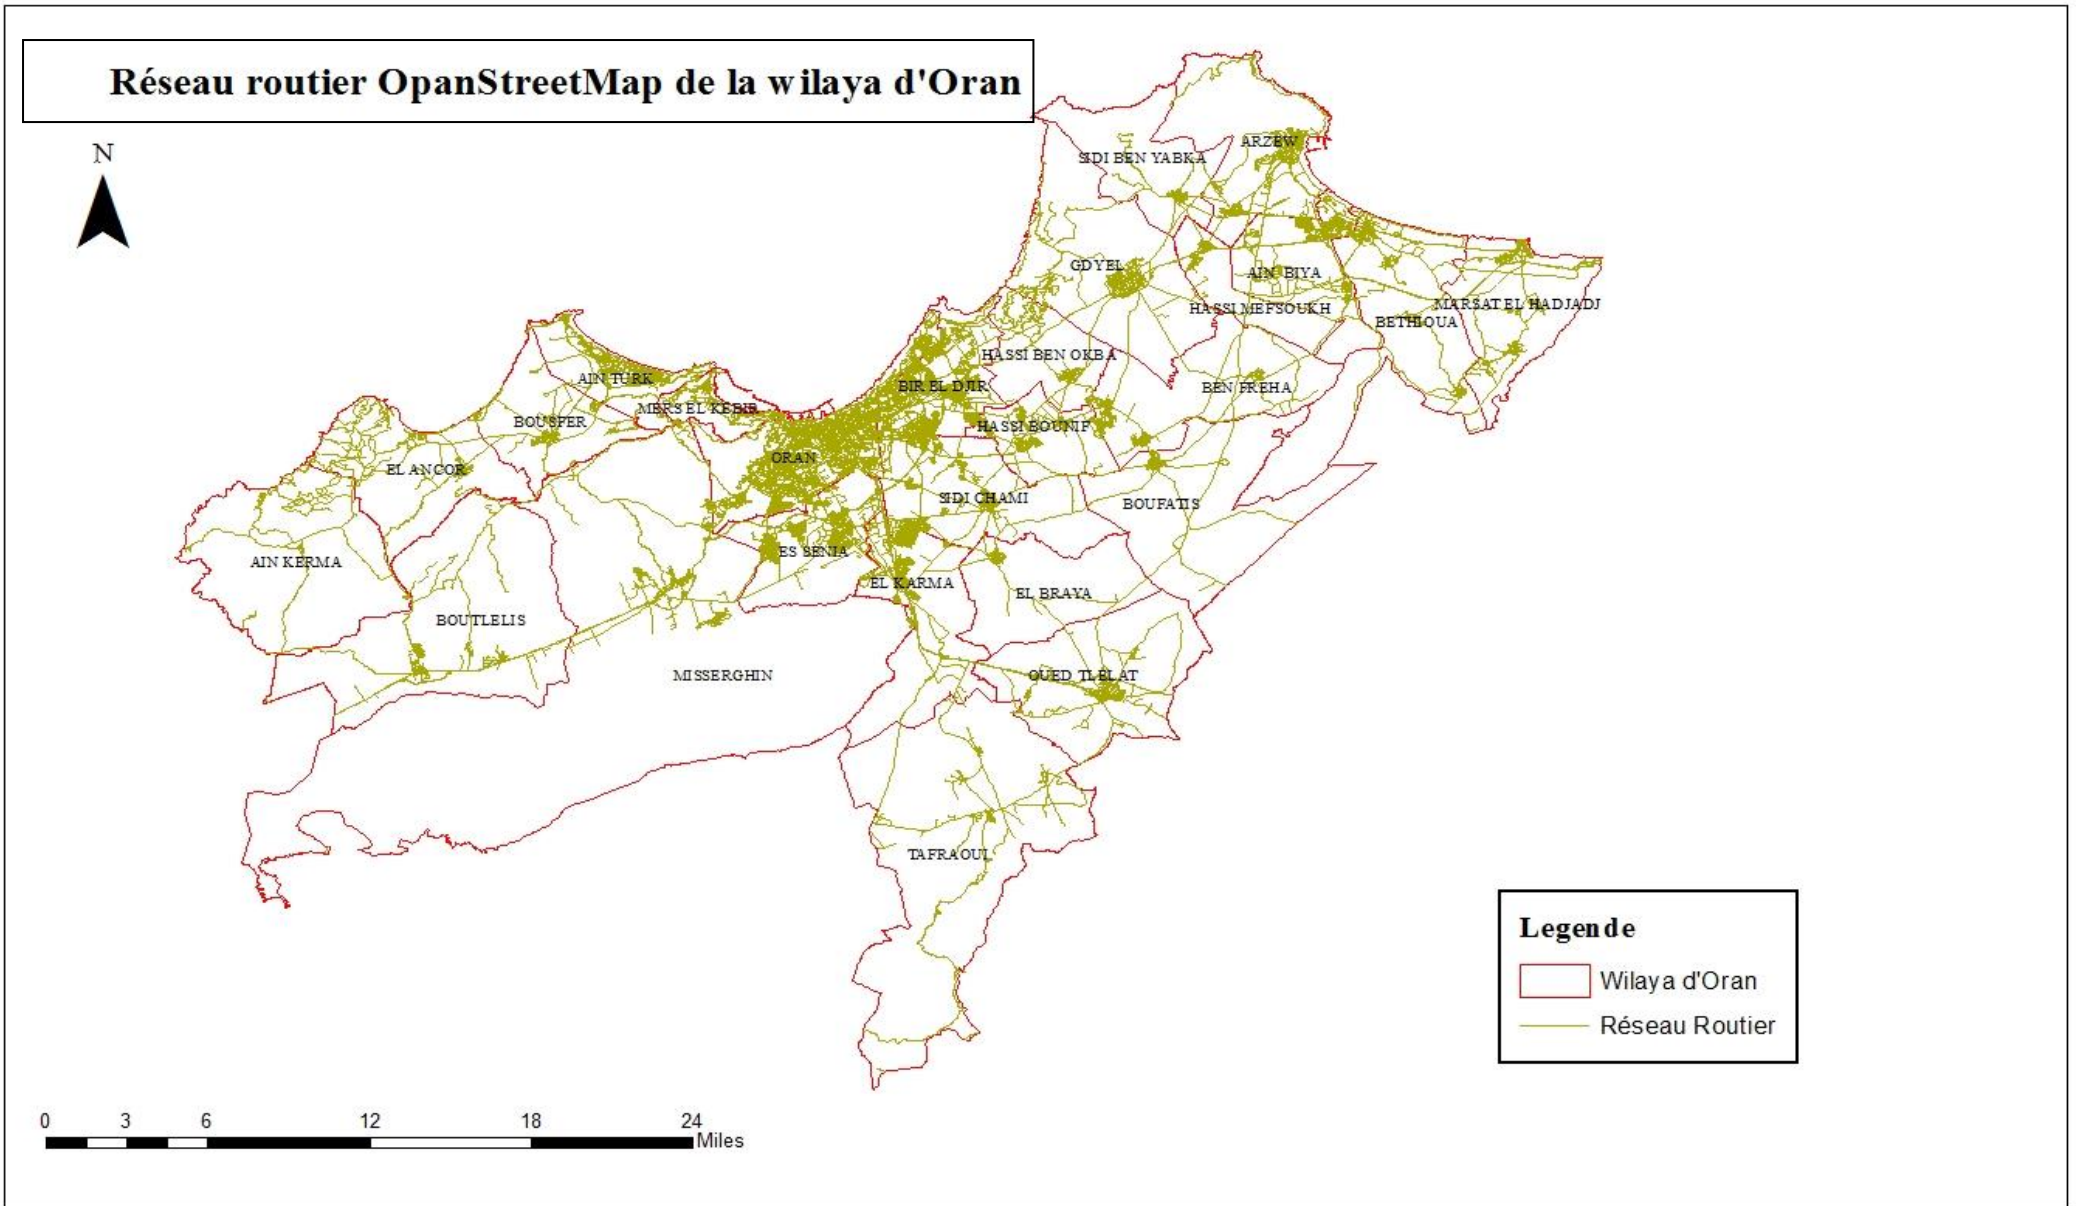 Réseau routier OpanStreetMap de la wilaya d'Oran
N
ARZEW
SIDI BEN YABKA
GDYEL
AIN BIYA
MARSAT EL HADJADJ
HASSI MEFSOUKH
BETHIOUA
HASSI BEN OKBA
AIN TURK
BIR EL DJIR
BEN FREHA
MERS EL KEBIR
BOUSFER
HASSI BOUNIF
ORAN
EL ANCOR
SIDI CHAMI
BOUFATIS
ES SENIA
AIN KERMA
EL KARMA
EL BRAYA
BOUTLELIS
MISSERGHIN
OUED TLELAT
TAFRAOUI
Legende
Wilaya d'Oran
Réseau Routier
0 3 6 12 18 24
Miles